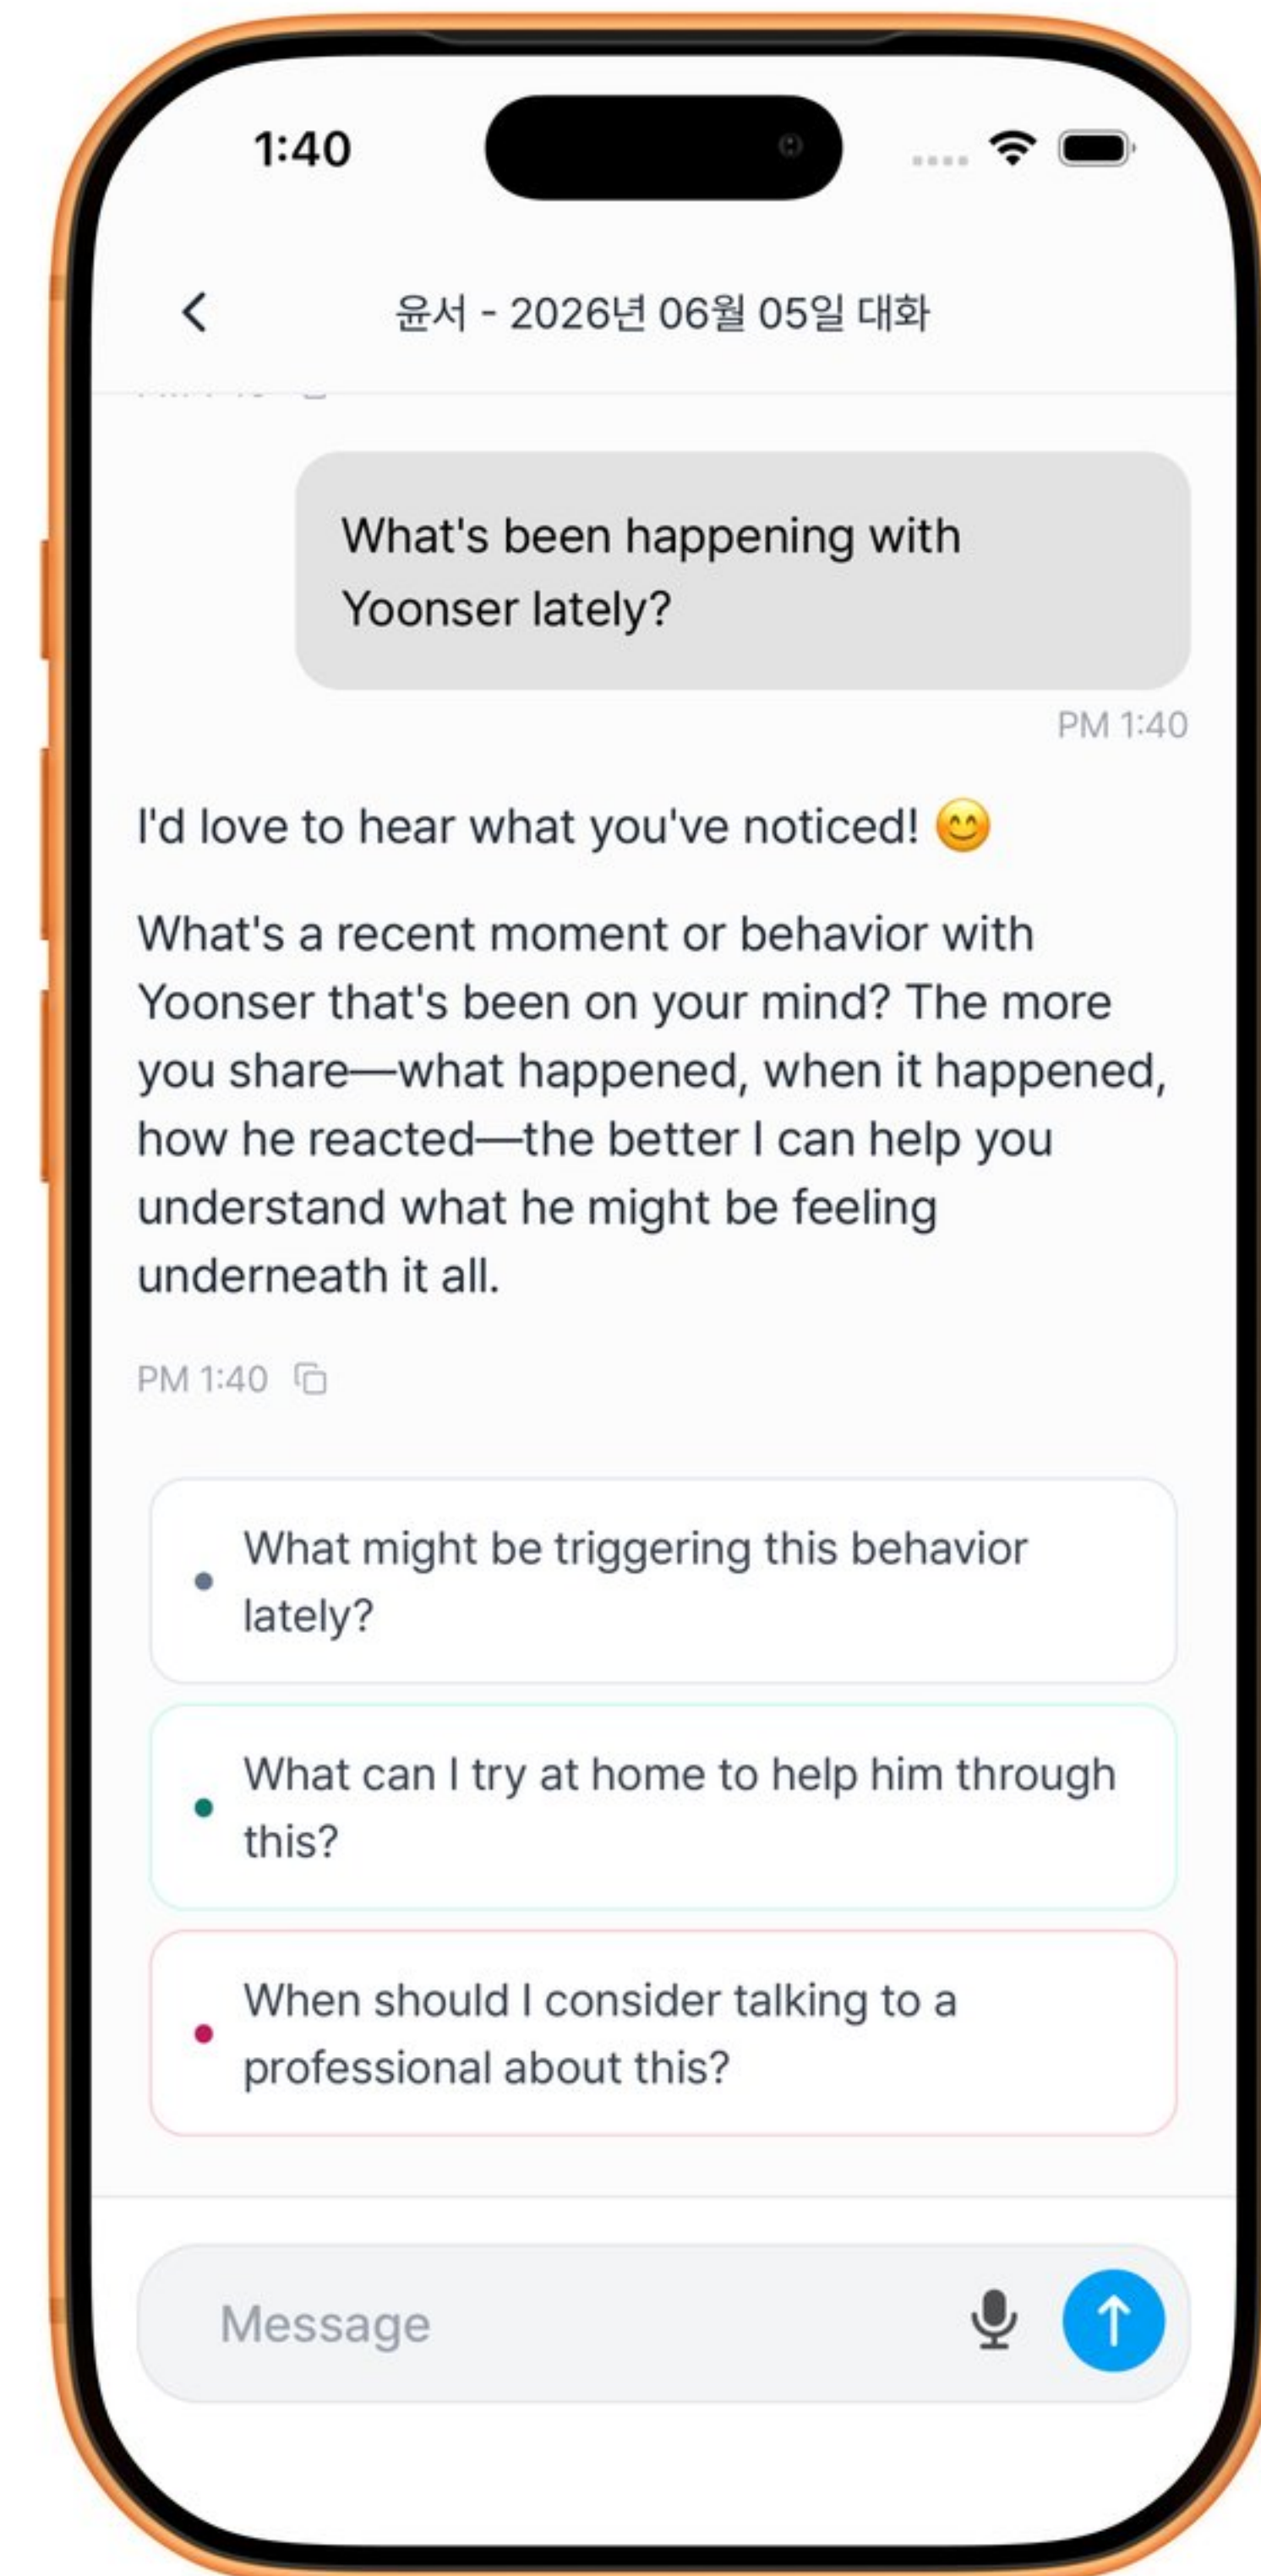 1:40
윤서 - 2026년 06월 05일 대화
What's been happening with
Yoonser lately?
PM 1:40
I'd love to hear what you've noticed! 😊
What's a recent moment or behavior with
Yoonser that's been on your mind? The more
you share—what happened, when it happened,
how he reacted—the better I can help you
understand what he might be feeling
underneath it all.
PM 1:40
What might be triggering this behavior
lately?
What can I try at home to help him through
this?
When should I consider talking to a
professional about this?
Message